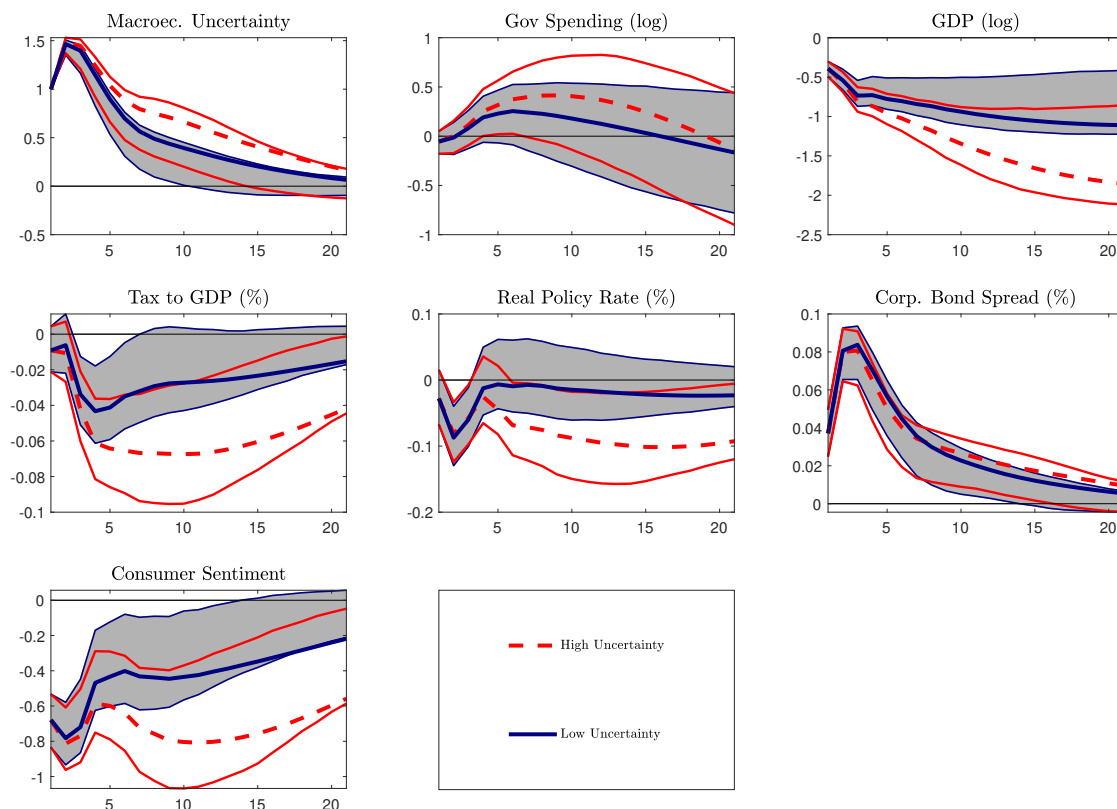 Macroec. Uncertainty
1.5
1
0.5
0
-0.5
5 10 15 20
Gov Spending (log)
1
0.5
0
-0.5
-1
5 10 15 20
GDP (log)
0
-0.5
-1
-1.5
-2
-2.5
5 10 15 20
Tax to GDP (%)
0
-0.02
-0.04
-0.06
-0.08
-0.1
5 10 15 20
Real Policy Rate (%)
0.1
0
-0.1
-0.2
5 10 15 20
Corp. Bond Spread (%)
0.1
0.08
0.06
0.04
0.02
0
5 10 15 20
Consumer Sentiment
0
-0.2
-0.4
-0.6
-0.8
-1
5 10 15 20
High Uncertainty
Low Uncertainty